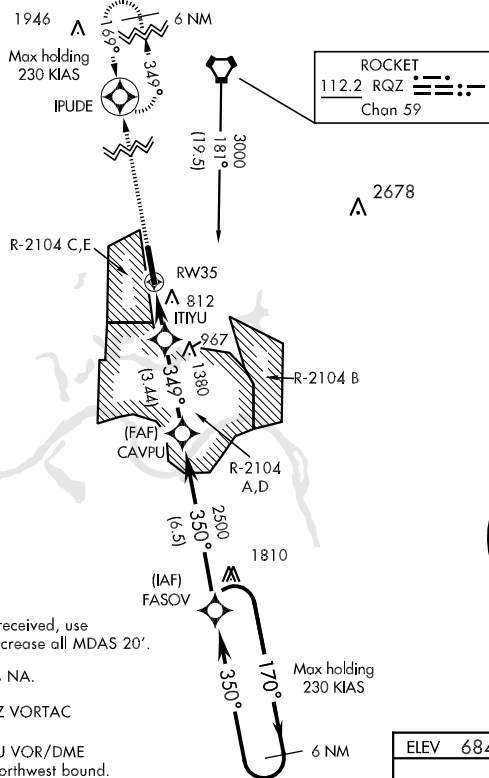 1946
6 NM
169°
349°
Max holding
230 KIAS
IPUDE
ROCKET
112.2 RQZ
Chan 59
3000
181°
(19.5)
2678
R-2104 C,E
RW35
812
ITIYU
967
1380
349°
(3.44)
R-2104 B
(FAF)
CAVPU
R-2104
A,D
2500
350°
(6.5)
1810
(IAF)
FASOV
received, use
crease all MDAS 20'.
NA.
Z VORTAC
U VOR/DME
orthwest bound.
350°
170°
Max holding
230 KIAS
6 NM
ELEV 684